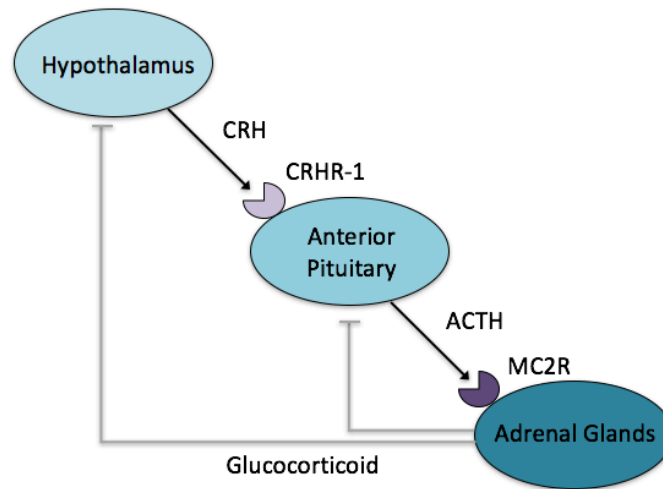 Hypothalamus
CRH
CRHR-1
Anterior
Pituitary
ACTH
MC2R
Adrenal Glands
Glucocorticoid